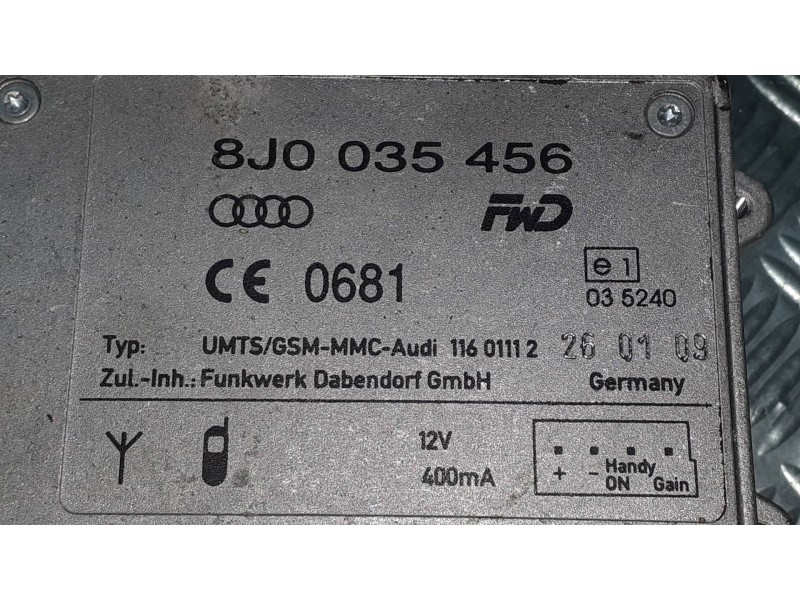 8J0 035 456
FWD
CE 0681
e 1
03 5240
Typ: UMTS/GSM-MMC-Audi 116 0111 2 26 01 09
Zul.-Inh.: Funkwerk Dabendorf GmbH Germany
12V
400mA
+ - Handy ON Gain